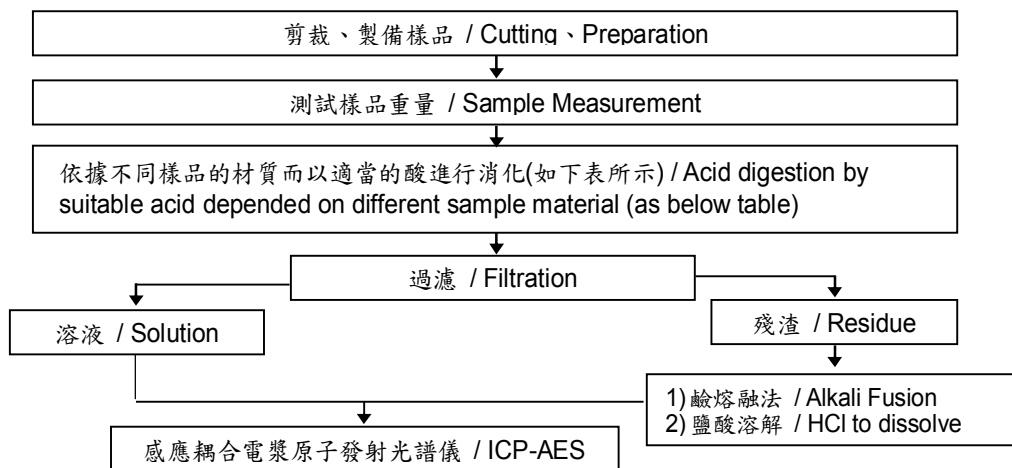 剪裁、製備樣品 / Cutting、Preparation
測試樣品重量 / Sample Measurement
依據不同樣品的材質而以適當的酸進行消化(如下表所示) / Acid digestion by
suitable acid depended on different sample material (as below table)
過濾 / Filtration
溶液 / Solution
殘渣 / Residue
1) 鹼熔融法 / Alkali Fusion
2) 鹽酸溶解 / HCl to dissolve
感應耦合電漿原子發射光譜儀 / ICP-AES